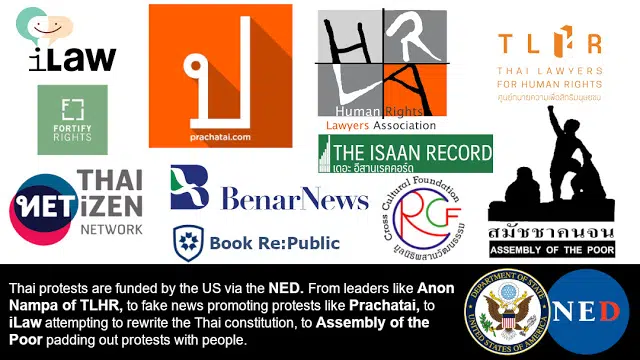 iLaw
ป
prachatai.com
HR
LA
Human Rights
Lawyers Association
TLHR
THAI LAWYERS
FOR HUMAN RIGHTS
ศูนย์ทนายความเพื่อสิทธิมนุษยชน
FORTIFY
RIGHTS
THE ISAAN RECORD
เดอะอีสานเรคคอร์ด
THAI
NETiZEN
NETWORK
BenarNews
Book Re:Public
Cross Cultural Foundation
CRCF
มูลนิธิผสานวัฒนธรรม
สมัชชาคนจน
ASSEMBLY OF THE POOR
Thai protests are funded by the US via the NED. From leaders like Anon
Nampa of TLHR, to fake news promoting protests like Prachatai, to
iLaw attempting to rewrite the Thai constitution, to Assembly of the
Poor padding out protests with people.
DEPARTMENT OF STATE
UNITED STATES OF AMERICA
NED